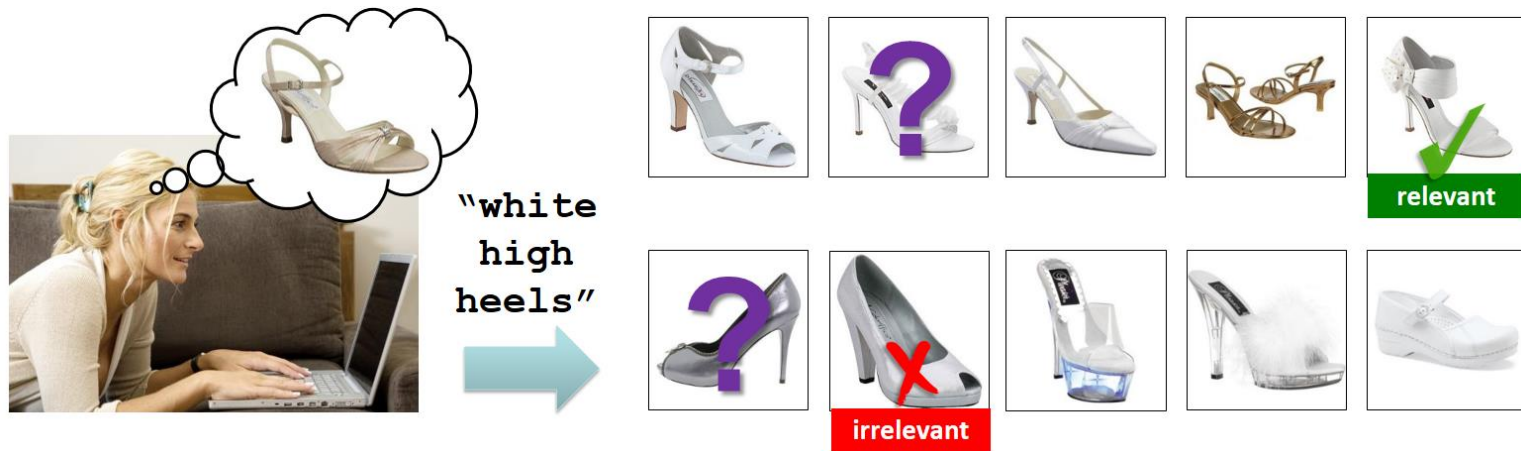 “white
high
heels”
?
relevant
?
irrelevant